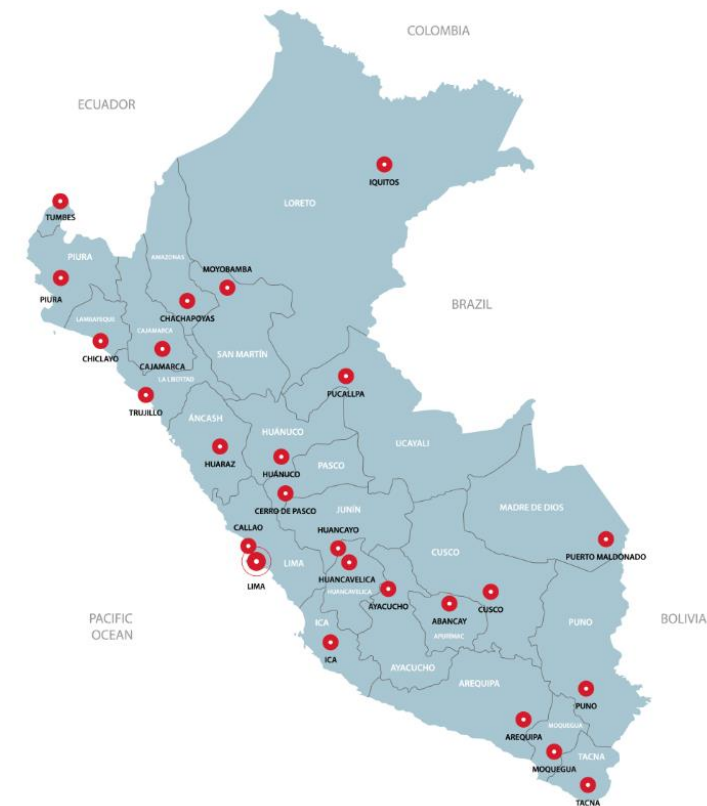 COLOMBIA
ECUADOR
IQUITOS
LORETO
TUMBES
PIURA
AMAZONAS
MOYOBAMBA
PIURA
CHACHAPOYAS
BRAZIL
LAMBAYEQUE
CAJAMARCA
CHICLAYO
CAJAMARCA
SAN MARTÍN
LA LIBERTAD
PUCALLPA
TRUJILLO
ÁNCASH
HUÁNUCO
UCAYALI
HUARAZ
HUÁNUCO
PASCO
CERRO DE PASCO
MADRE DE DIOS
JUNÍN
CALLAO
HUANCAYO
CUSCO
PUERTO MALDONADO
LIMA
LIMA
HUANCAVELICA
HUANCAVELICA
AYACUCHO
CUSCO
ABANCAY
PACIFIC
OCEAN
ICA
APURÍMAC
PUNO
BOLIVIA
ICA
AYACUCHO
AREQUIPA
PUNO
MOQUEGUA
AREQUIPA
TACNA
MOQUEGUA
TACNA